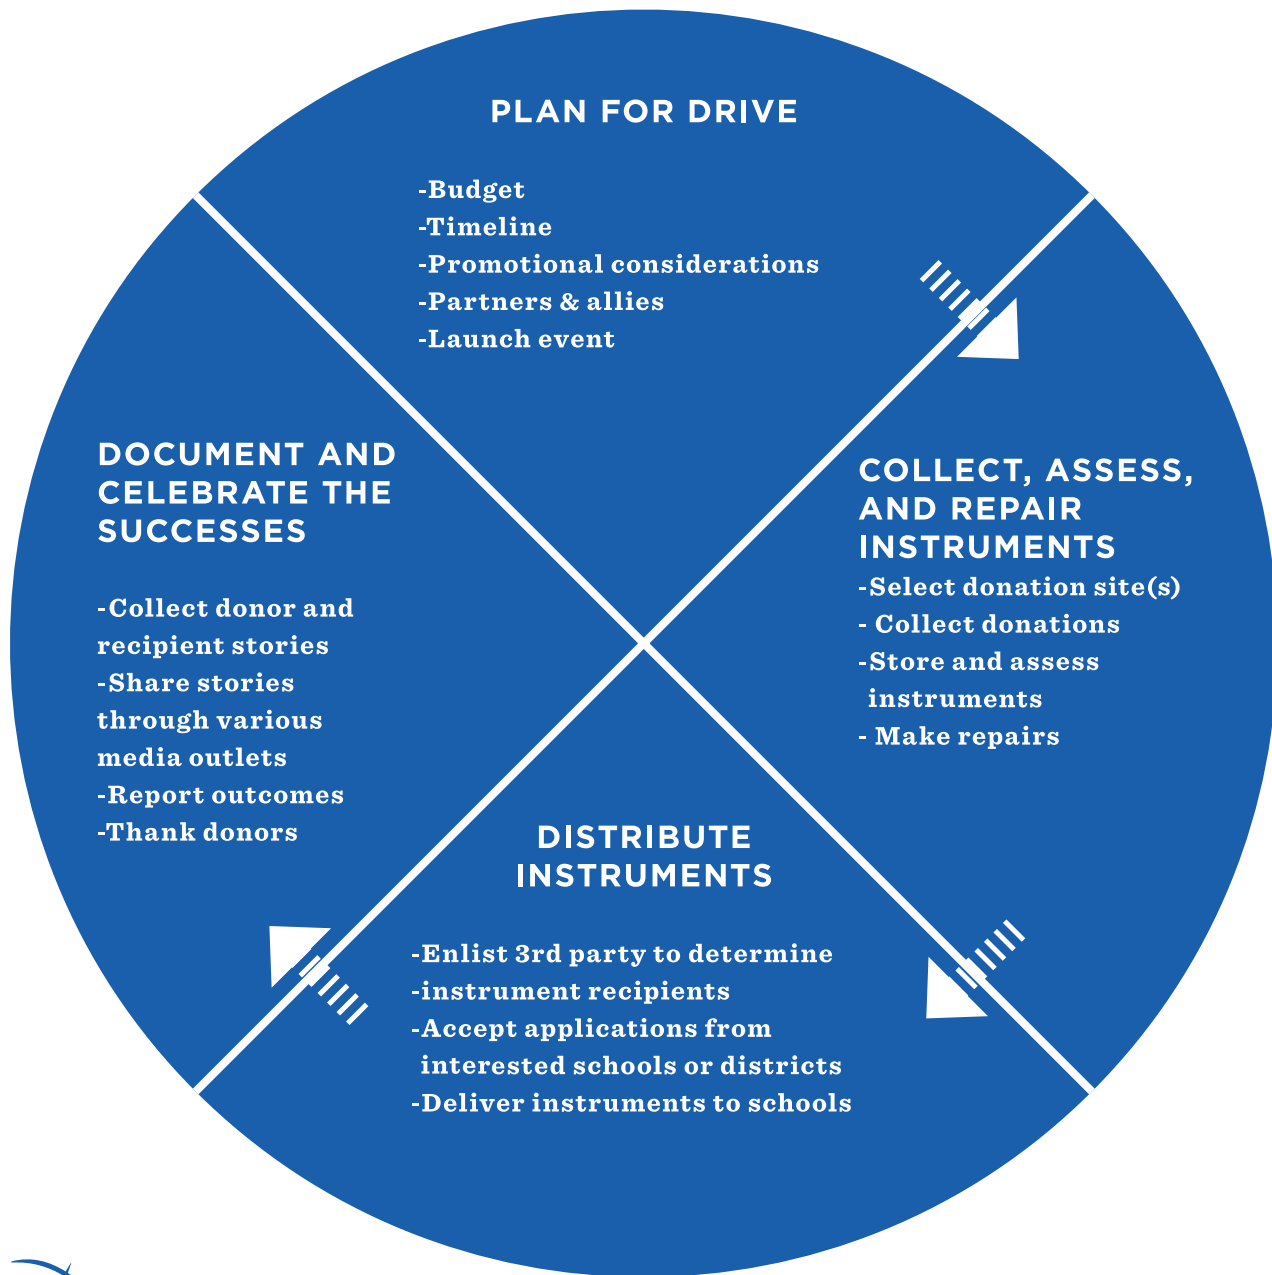 PLAN FOR DRIVE
-Budget
-Timeline
-Promotional considerations
-Partners & allies
-Launch event
COLLECT, ASSESS,
AND REPAIR
INSTRUMENTS
-Select donation site(s)
- Collect donations
-Store and assess
instruments
- Make repairs
DISTRIBUTE
INSTRUMENTS
-Enlist 3rd party to determine
-instrument recipients
-Accept applications from
interested schools or districts
-Deliver instruments to schools
DOCUMENT AND
CELEBRATE THE
SUCCESSES
-Collect donor and
recipient stories
-Share stories
through various
media outlets
-Report outcomes
-Thank donors